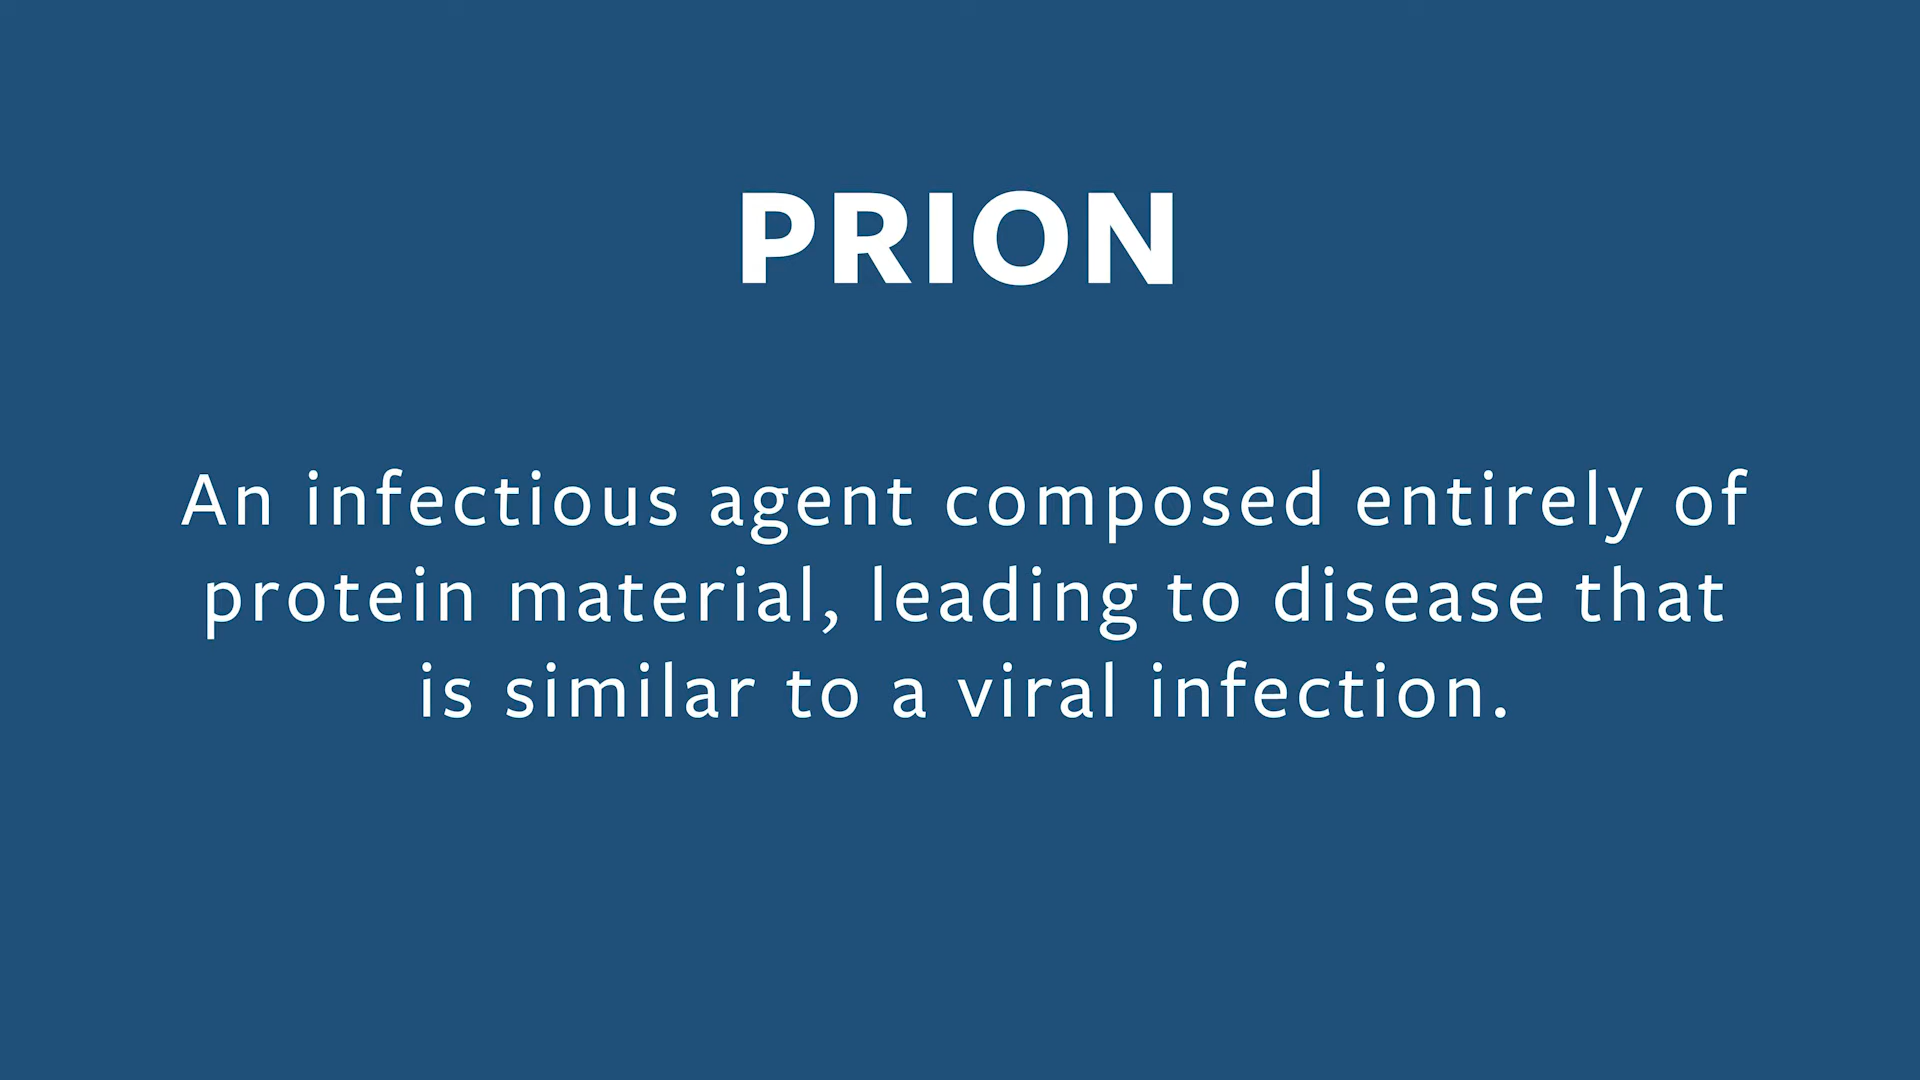 PRION
An infectious agent composed entirely of
protein material, leading to disease that
is similar to a viral infection.